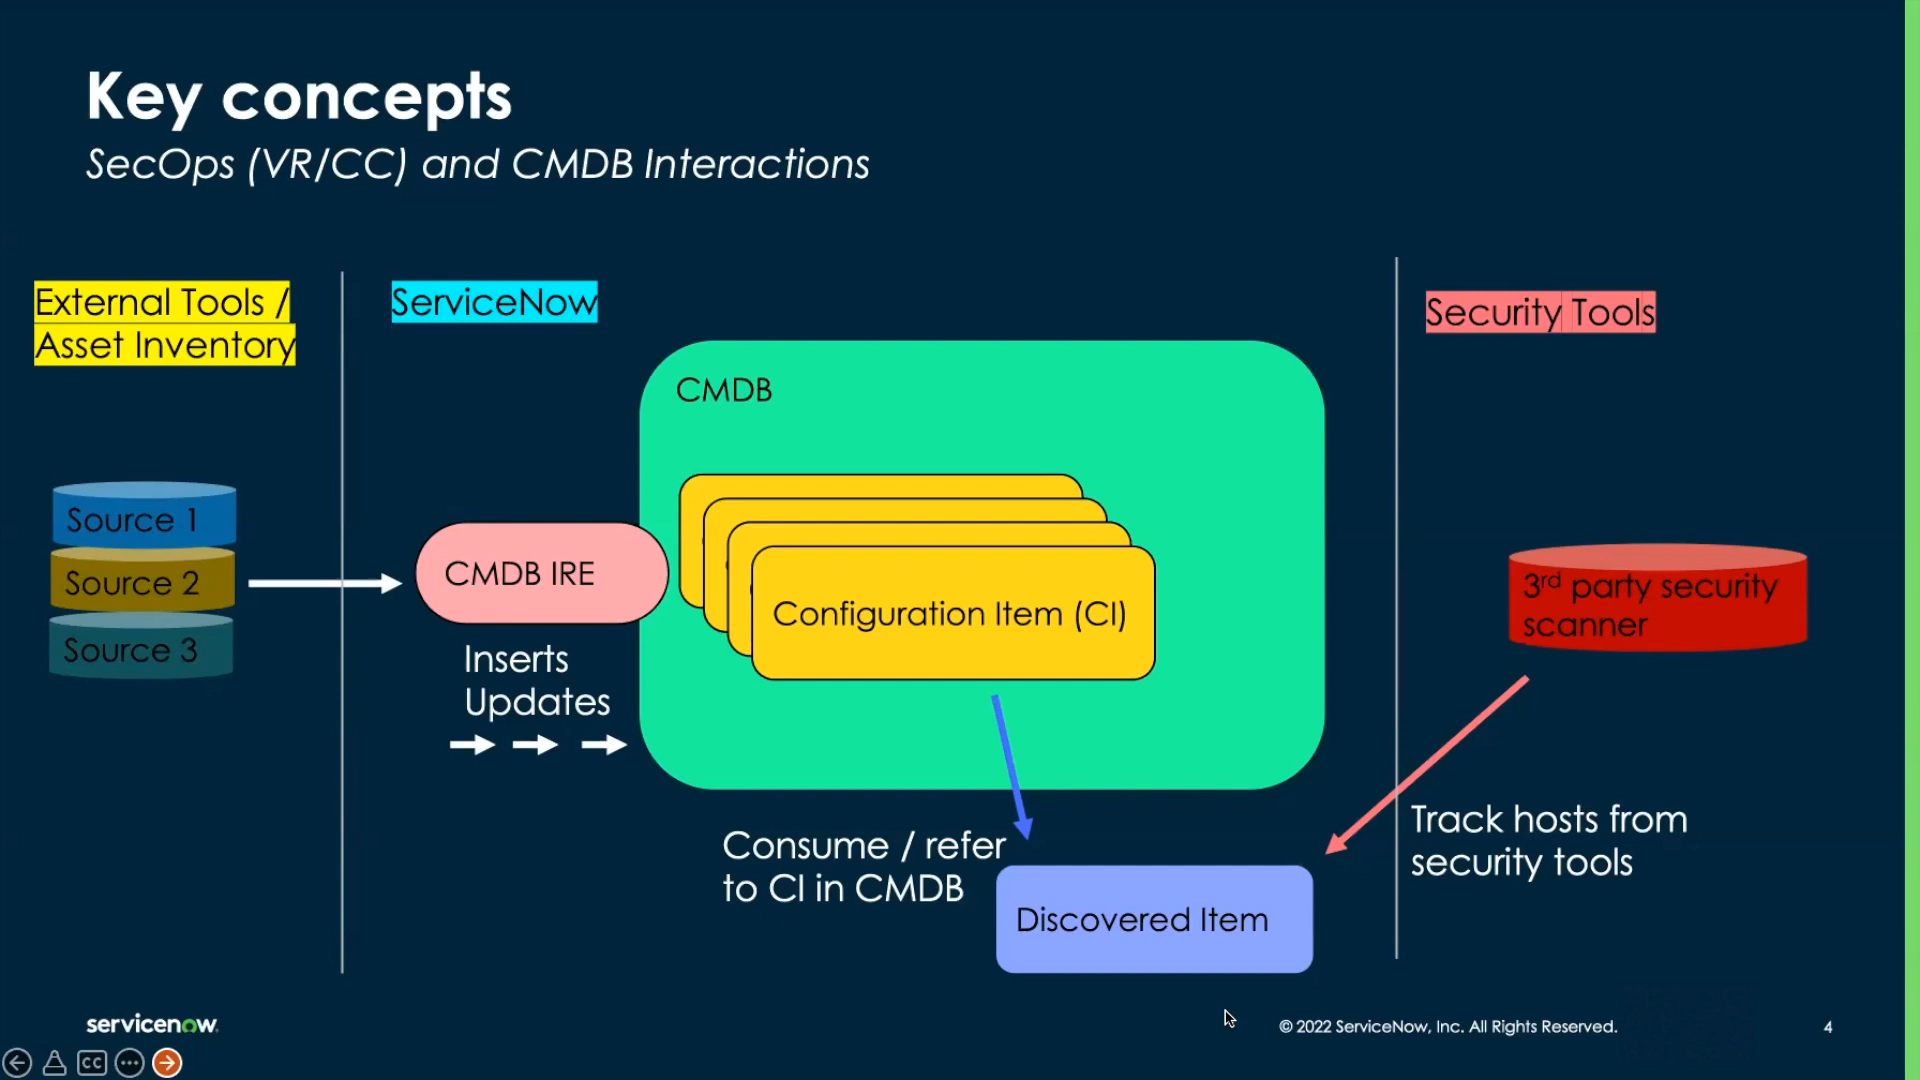 Key concepts
SecOps (VR/CC) and CMDB Interactions
External Tools /
Asset Inventory
ServiceNow
Security Tools
CMDB
Source 1
Source 2
Source 3
CMDB IRE
Configuration Item (CI)
3rd party security
scanner
Inserts
Updates
Consume / refer
to CI in CMDB
Track hosts from
security tools
Discovered Item
servicenow.
© 2022 ServiceNow, Inc. All Rights Reserved.
4
CC